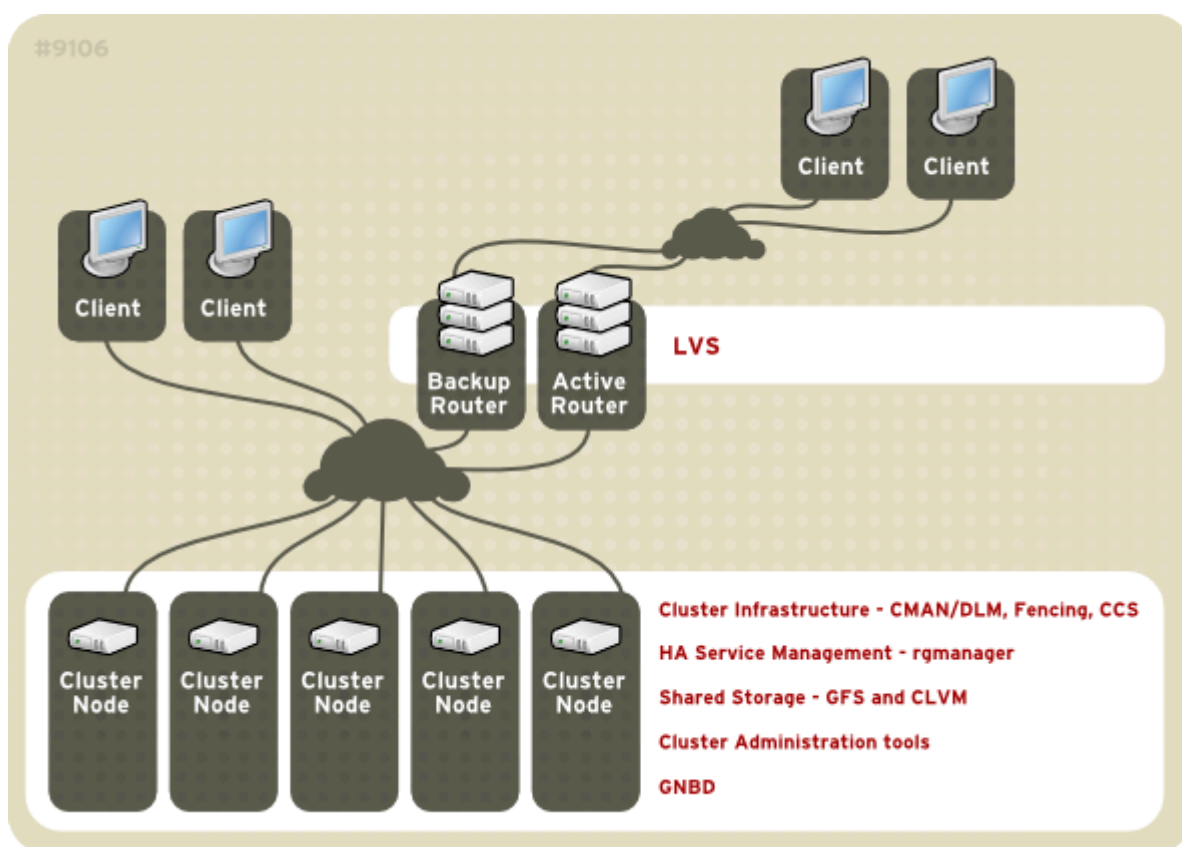 #9106
Client
Client
Client
Client
LVS
Backup
Router
Active
Router
Cluster
Node
Cluster
Node
Cluster
Node
Cluster
Node
Cluster
Node
Cluster Infrastructure - CMAN/DLM, Fencing, CCS
HA Service Management - rgmanager
Shared Storage - GFS and CLVM
Cluster Administration tools
GNBD